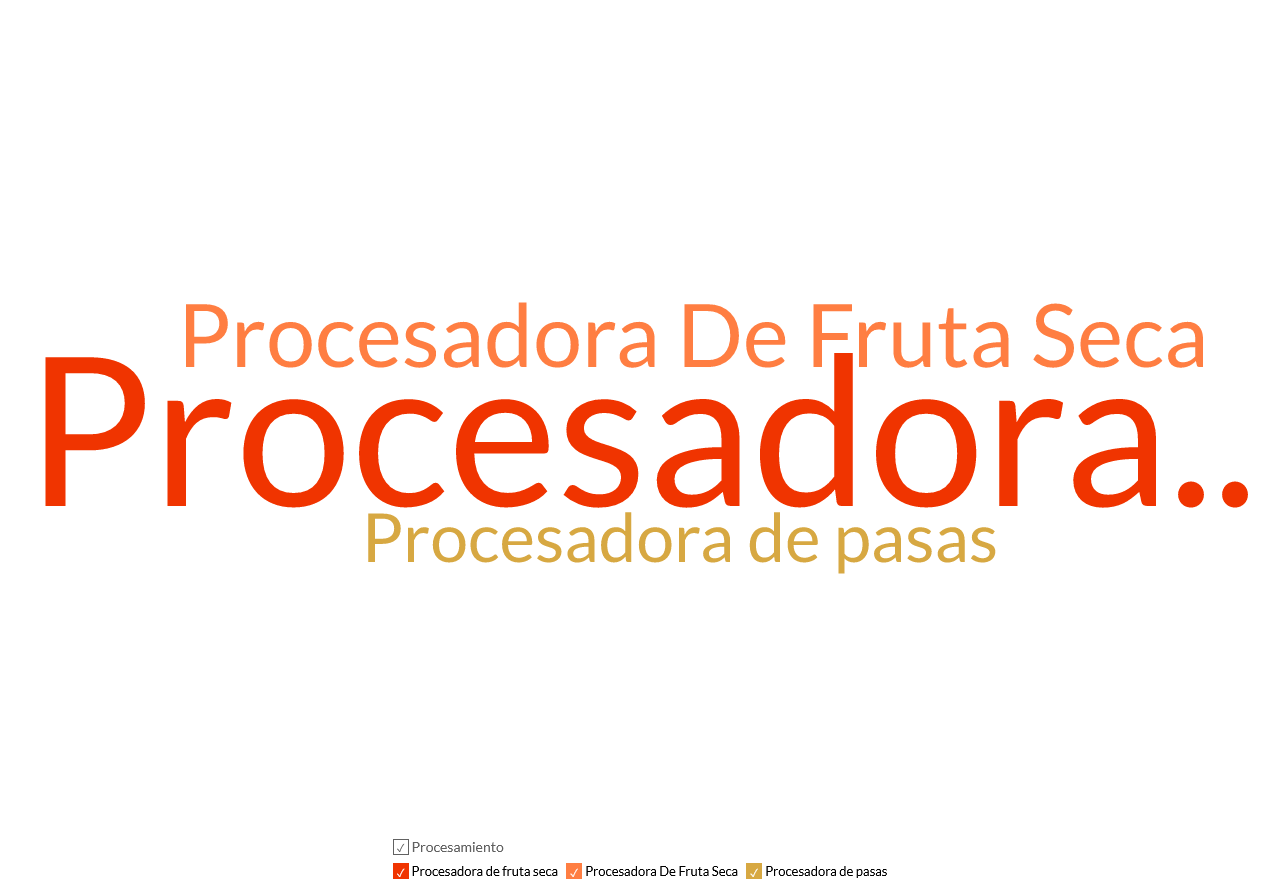 Procesadora De Fruta Seca
Procesadora..
Procesadora de pasas
Procesamiento
Procesadora de fruta seca Procesadora De Fruta Seca Procesadora de pasas